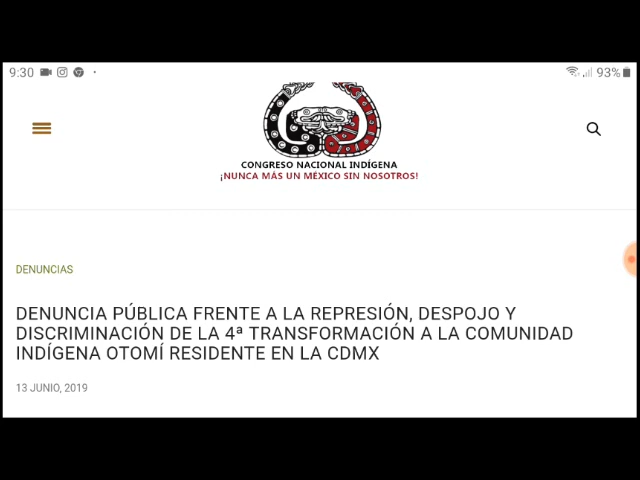 9:30
93%
CONGRESO NACIONAL INDÍGENA
¡NUNCA MÁS UN MÉXICO SIN NOSOTROS!
DENUNCIAS
DENUNCIA PÚBLICA FRENTE A LA REPRESIÓN, DESPOJO Y
DISCRIMINACIÓN DE LA 4ª TRANSFORMACIÓN A LA COMUNIDAD
INDÍGENA OTOMÍ RESIDENTE EN LA CDMX
13 JUNIO, 2019